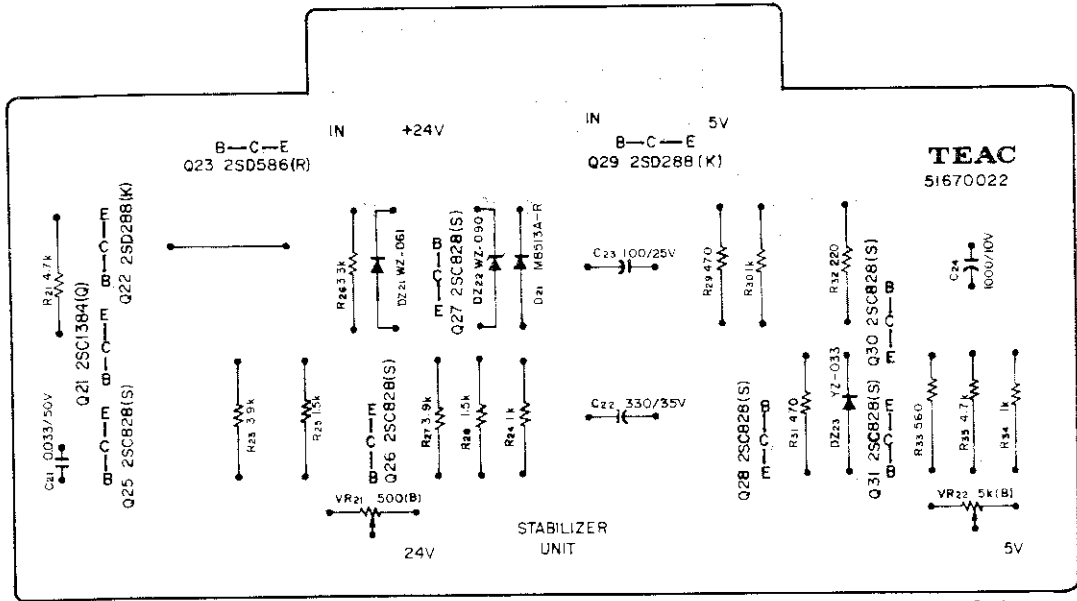 IN
+24V
B—C—E
Q23 2SD586(R)
IN
5V
B—C—E
Q29 2SD288(K)
TEAC
51670022
R21 4.7k
E—C—B
Q22 2SD288(K)
Q21 2SC1384(Q)
E—C—B
C21 0.033/50V
E—C—B
Q25 2SC828(S)
R26 3.3k
DZ21 WZ-061
B—C—E
Q27 2SC828(S)
DZ22 WZ-090
D21 M8513A-R
C23 100/25V
R29 470
R30 1k
R32 220
Q30 2SC828(S)
B—C—E
C24 1000/10V
R23 3.9k
R25 1.5k
E—C—B
Q26 2SC828(S)
R27 3.9k
R28 1.5k
R24 1k
C22 330/35V
Q28 2SC828(S)
B—C—E
R31 470
DZ23 YZ-033
Q31 2SC828(S)
E—C—B
R33 560
R35 4.7k
R34 1k
VR21 500(B)
24V
STABILIZER
UNIT
VR22 5k(B)
5V